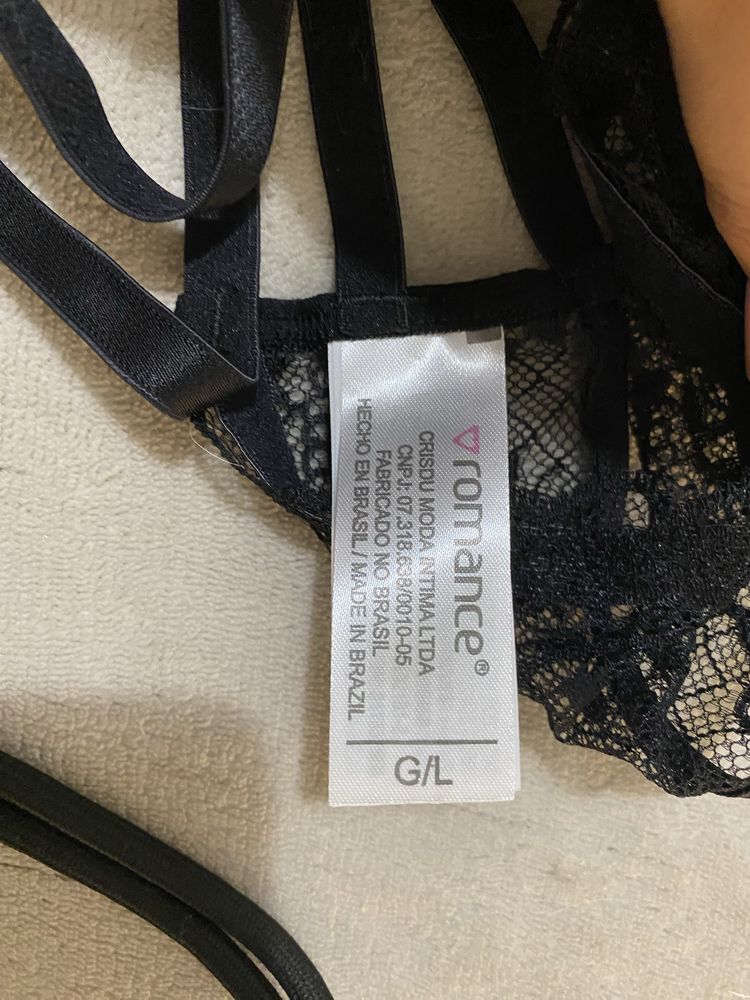 romance®
CRISDU MODA INTIMA LTDA
CNPJ: 07.318.638/0010-05
FABRICADO NO BRASIL
HECHO EN BRASIL / MADE IN BRAZIL
G/L